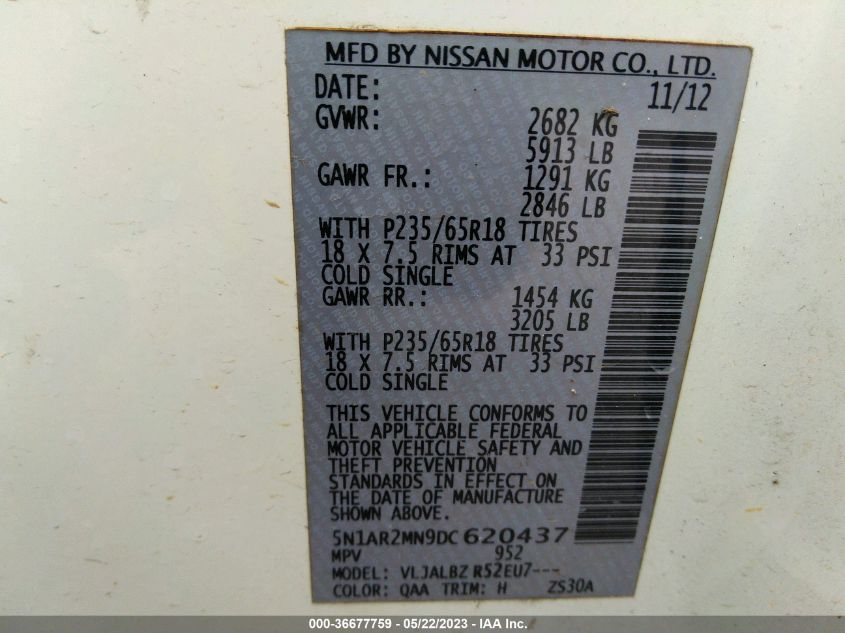 MFD BY NISSAN MOTOR CO., LTD.
DATE: 11/12
GVWR: 2682 KG
5913 LB
GAWR FR.: 1291 KG
2846 LB
WITH P235/65R18 TIRES
18 X 7.5 RIMS AT 33 PSI
COLD SINGLE
GAWR RR.: 1454 KG
3205 LB
WITH P235/65R18 TIRES
18 X 7.5 RIMS AT 33 PSI
COLD SINGLE
THIS VEHICLE CONFORMS TO
ALL APPLICABLE FEDERAL
MOTOR VEHICLE SAFETY AND
THEFT PREVENTION
STANDARDS IN EFFECT ON
THE DATE OF MANUFACTURE
SHOWN ABOVE.
5N1AR2MN9DC620437
MPV 952
MODEL: VLJALBZ R52EU7---
COLOR: QAA TRIM: H ZS30A
000-36677759 - 05/22/2023 - IAA Inc.